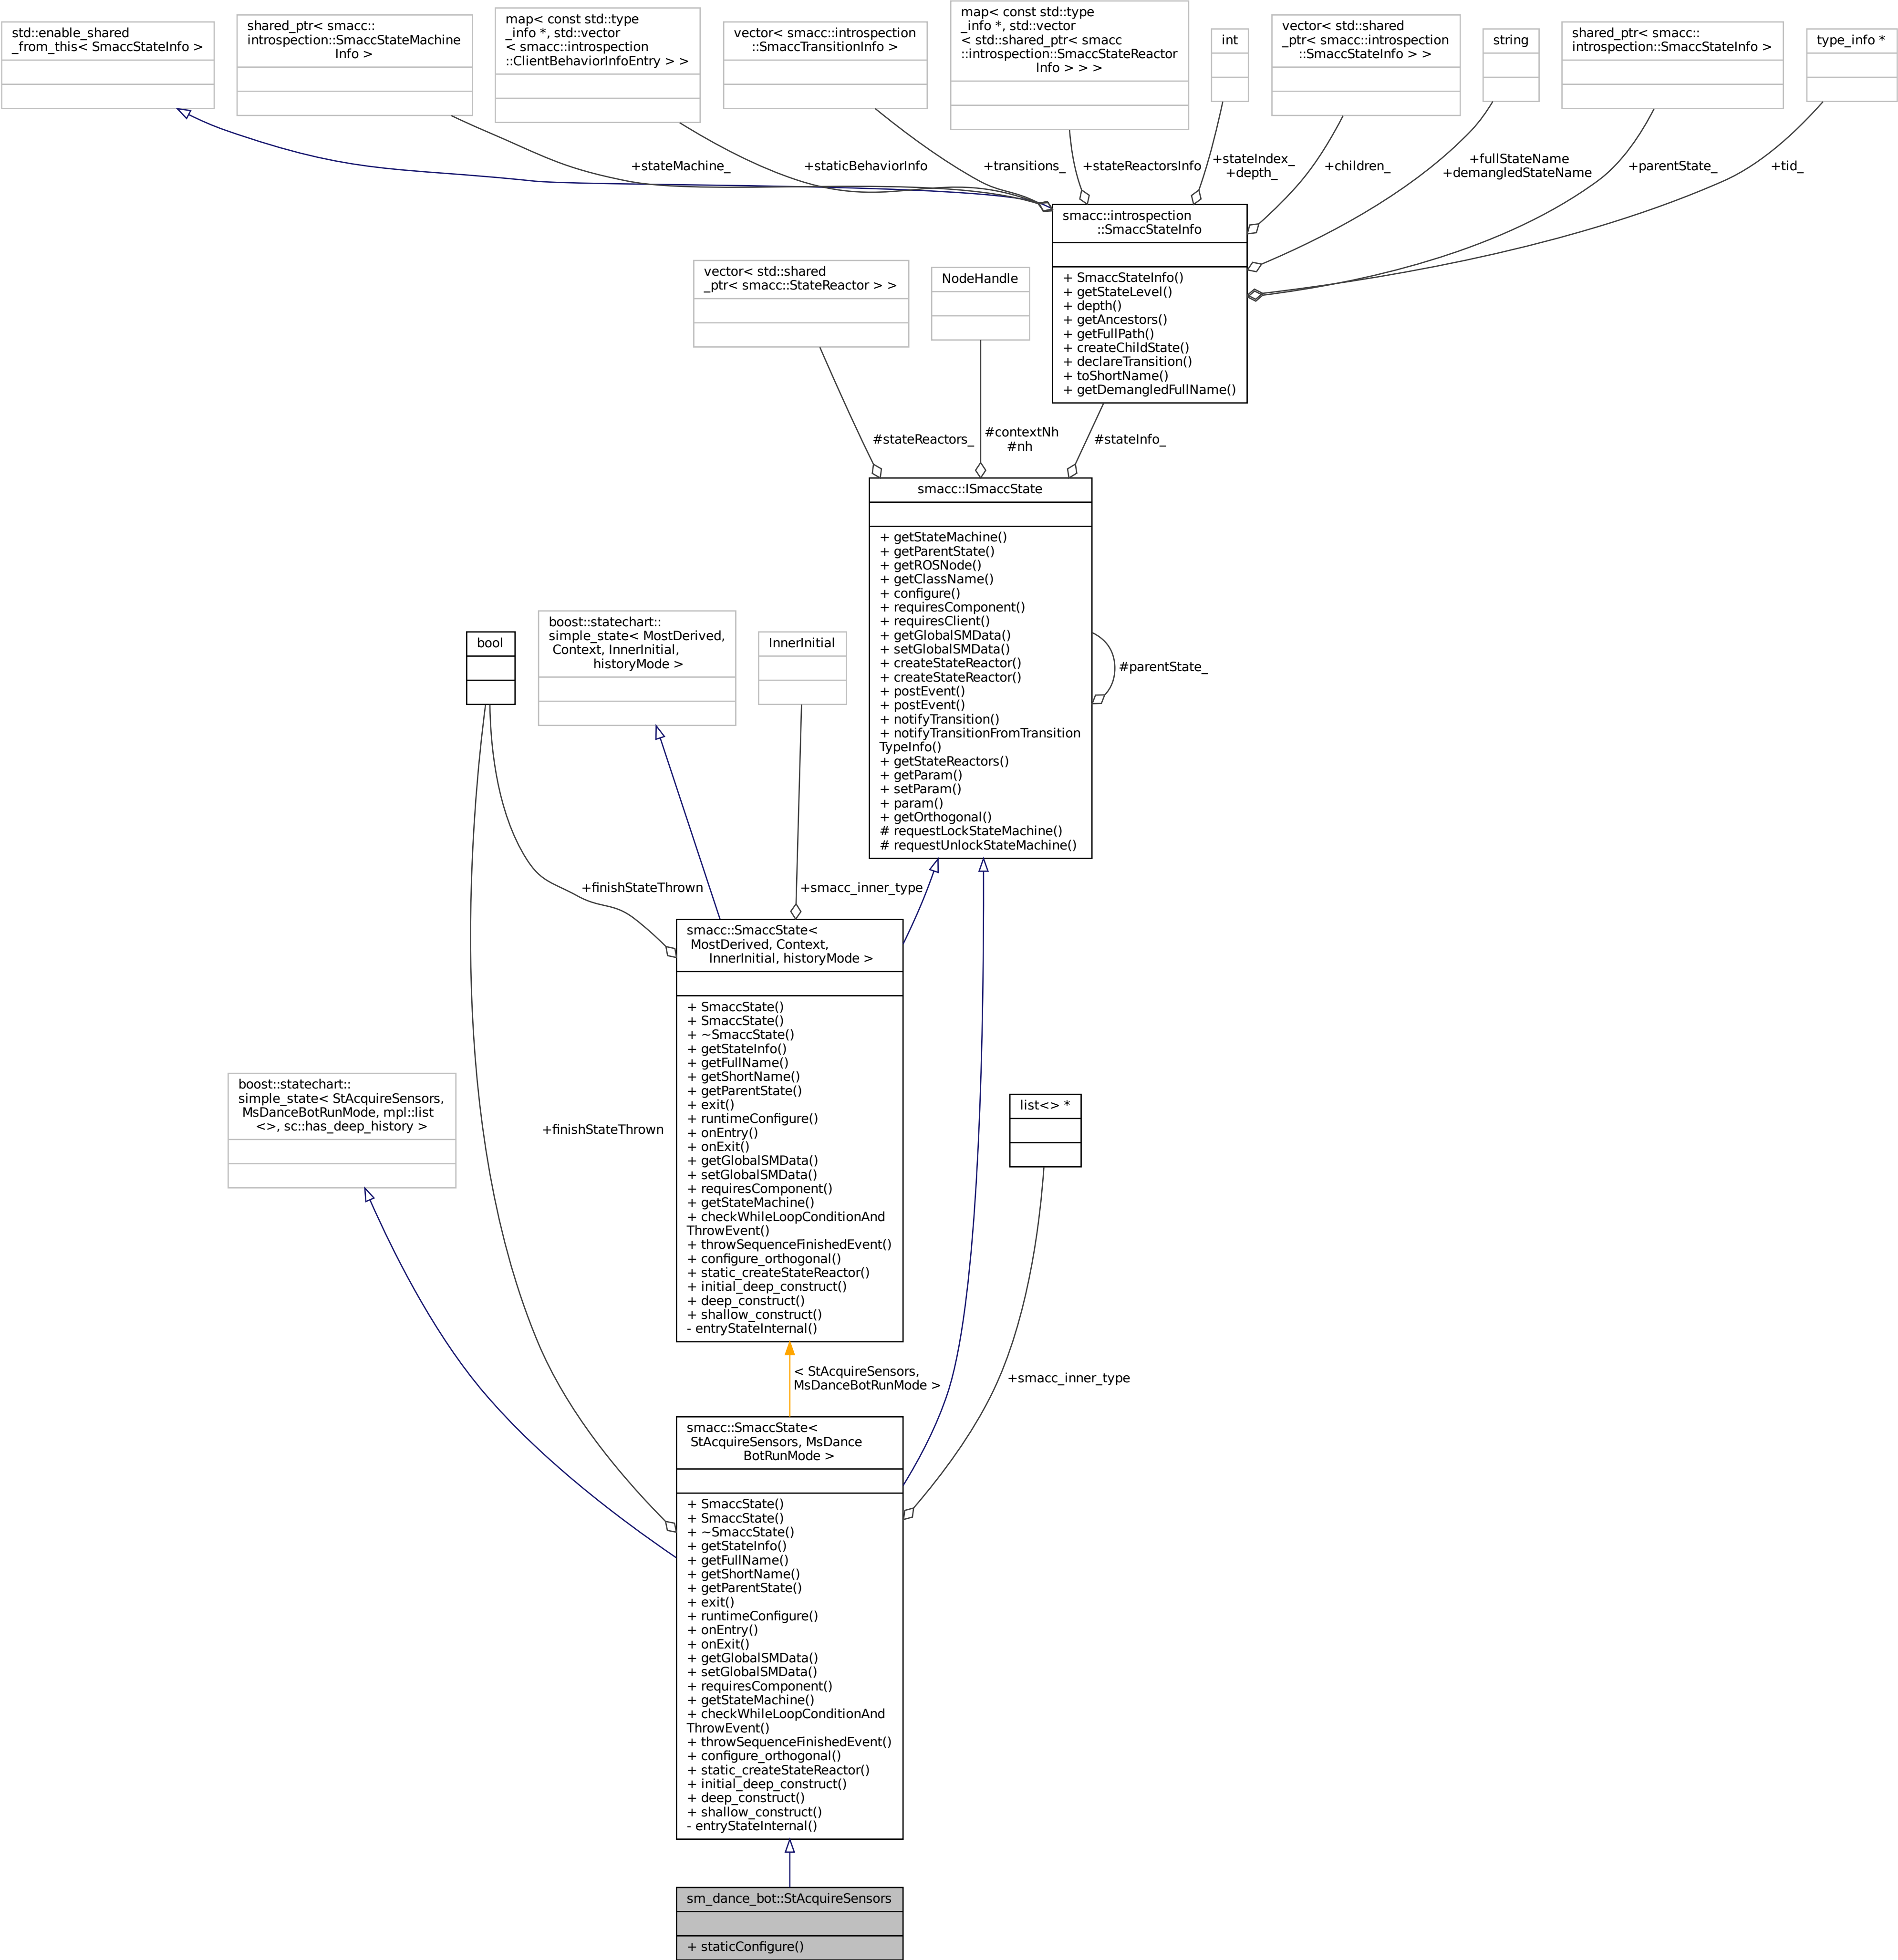 std::enable_shared
_from_this< SmaccStateInfo >
shared_ptr< smacc::
introspection::SmaccStateMachine
Info >
map< const std::type
_info *, std::vector
< smacc::introspection
::ClientBehaviorInfoEntry > >
vector< smacc::introspection
::SmaccTransitionInfo >
map< const std::type
_info *, std::vector
< std::shared_ptr< smacc
::introspection::SmaccStateReactor
Info > > >
int
vector< std::shared
_ptr< smacc::introspection
::SmaccStateInfo > >
string
shared_ptr< smacc::
introspection::SmaccStateInfo >
type_info *
+stateMachine_
+staticBehaviorInfo
+transitions_
+stateReactorsInfo
+stateIndex_
+depth_
+children_
+fullStateName
+demangledStateName
+parentState_
+tid_
smacc::introspection
::SmaccStateInfo
+ SmaccStateInfo()
+ getStateLevel()
+ depth()
+ getAncestors()
+ getFullPath()
+ createChildState()
+ declareTransition()
+ toShortName()
+ getDemangledFullName()
vector< std::shared
_ptr< smacc::StateReactor > >
NodeHandle
#stateReactors_
#contextNh
#nh
#stateInfo_
smacc::ISmaccState
+ getStateMachine()
+ getParentState()
+ getROSNode()
+ getClassName()
+ configure()
+ requiresComponent()
+ requiresClient()
+ getGlobalSMData()
+ setGlobalSMData()
+ createStateReactor()
+ createStateReactor()
+ postEvent()
+ postEvent()
+ notifyTransition()
+ notifyTransitionFromTransition
TypeInfo()
+ getStateReactors()
+ getParam()
+ setParam()
+ param()
+ getOrthogonal()
# requestLockStateMachine()
# requestUnlockStateMachine()
#parentState_
bool
boost::statechart::
simple_state< MostDerived,
Context, InnerInitial,
historyMode >
InnerInitial
+finishStateThrown
+smacc_inner_type
smacc::SmaccState<
MostDerived, Context,
InnerInitial, historyMode >
+ SmaccState()
+ SmaccState()
+ ~SmaccState()
+ getStateInfo()
+ getFullName()
+ getShortName()
+ getParentState()
+ exit()
+ runtimeConfigure()
+ onEntry()
+ onExit()
+ getGlobalSMData()
+ setGlobalSMData()
+ requiresComponent()
+ getStateMachine()
+ checkWhileLoopConditionAnd
ThrowEvent()
+ throwSequenceFinishedEvent()
+ configure_orthogonal()
+ static_createStateReactor()
+ initial_deep_construct()
+ deep_construct()
+ shallow_construct()
- entryStateInternal()
boost::statechart::
simple_state< StAcquireSensors,
MsDanceBotRunMode, mpl::list
<>, sc::has_deep_history >
+finishStateThrown
list<> *
< StAcquireSensors,
MsDanceBotRunMode >
+smacc_inner_type
smacc::SmaccState<
StAcquireSensors, MsDance
BotRunMode >
+ SmaccState()
+ SmaccState()
+ ~SmaccState()
+ getStateInfo()
+ getFullName()
+ getShortName()
+ getParentState()
+ exit()
+ runtimeConfigure()
+ onEntry()
+ onExit()
+ getGlobalSMData()
+ setGlobalSMData()
+ requiresComponent()
+ getStateMachine()
+ checkWhileLoopConditionAnd
ThrowEvent()
+ throwSequenceFinishedEvent()
+ configure_orthogonal()
+ static_createStateReactor()
+ initial_deep_construct()
+ deep_construct()
+ shallow_construct()
- entryStateInternal()
sm_dance_bot::StAcquireSensors
+ staticConfigure()